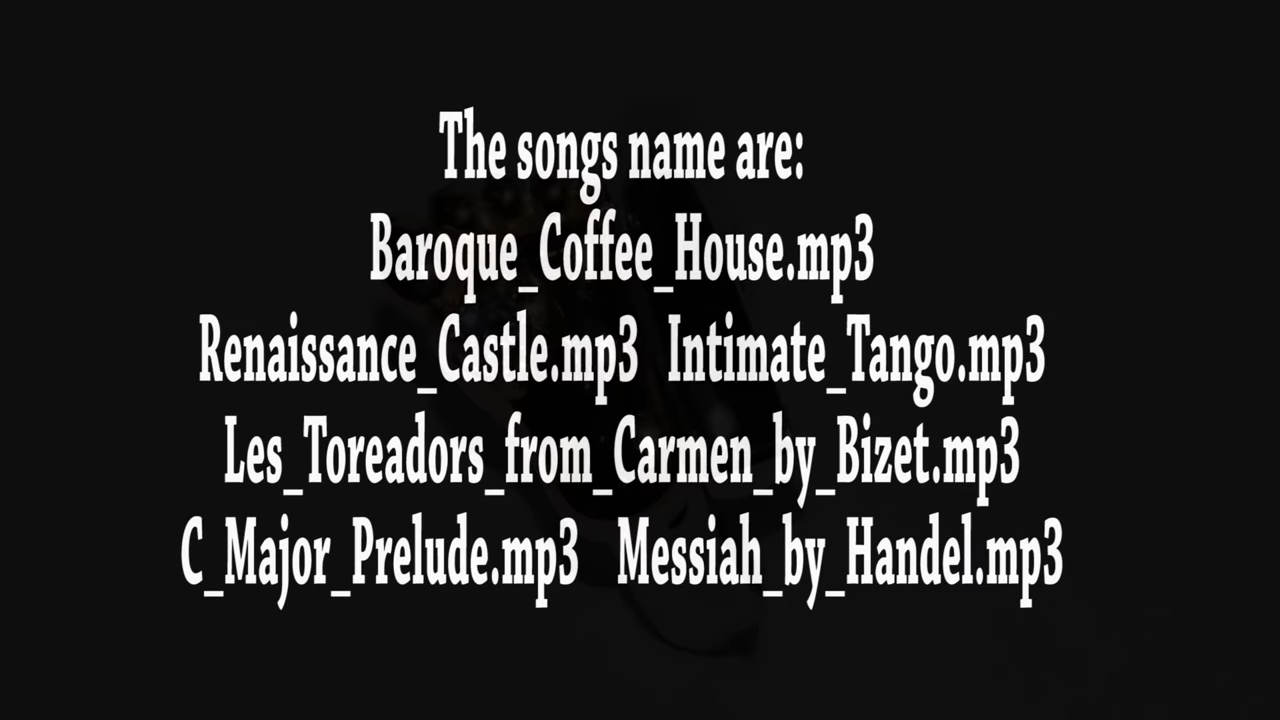 The songs name are:
Baroque_Coffee_House.mp3
Renaissance_Castle.mp3 Intimate_Tango.mp3
Les_Toreadors_from_Carmen_by_Bizet.mp3
C_Major_Prelude.mp3 Messiah_by_Handel.mp3